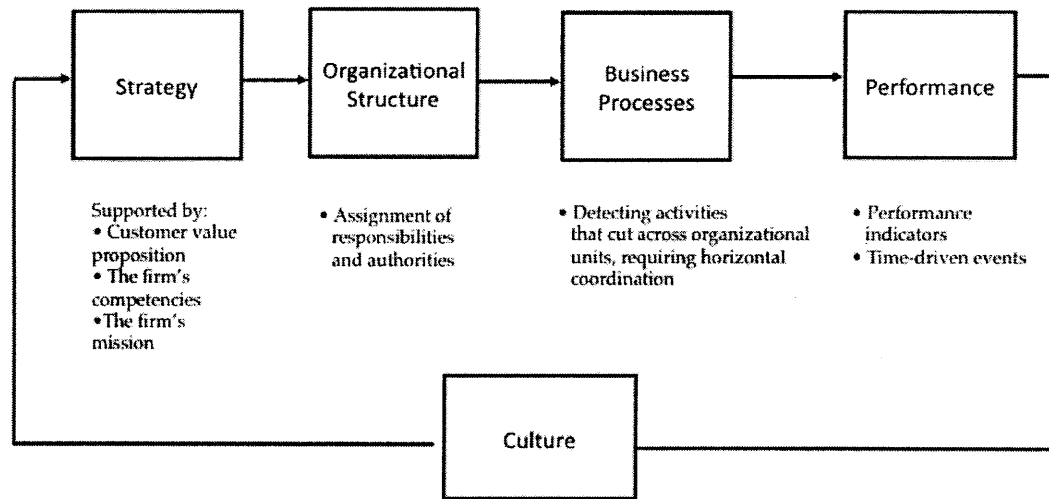 Strategy
Organizational
Structure
Business
Processes
Performance
Supported by:
• Customer value
proposition
• The firm's
competencies
•The firm's
mission
• Assignment of
responsibilities
and authorities
• Detecting activities
that cut across organizational
units, requiring horizontal
coordination
• Performance
indicators
• Time-driven events
Culture